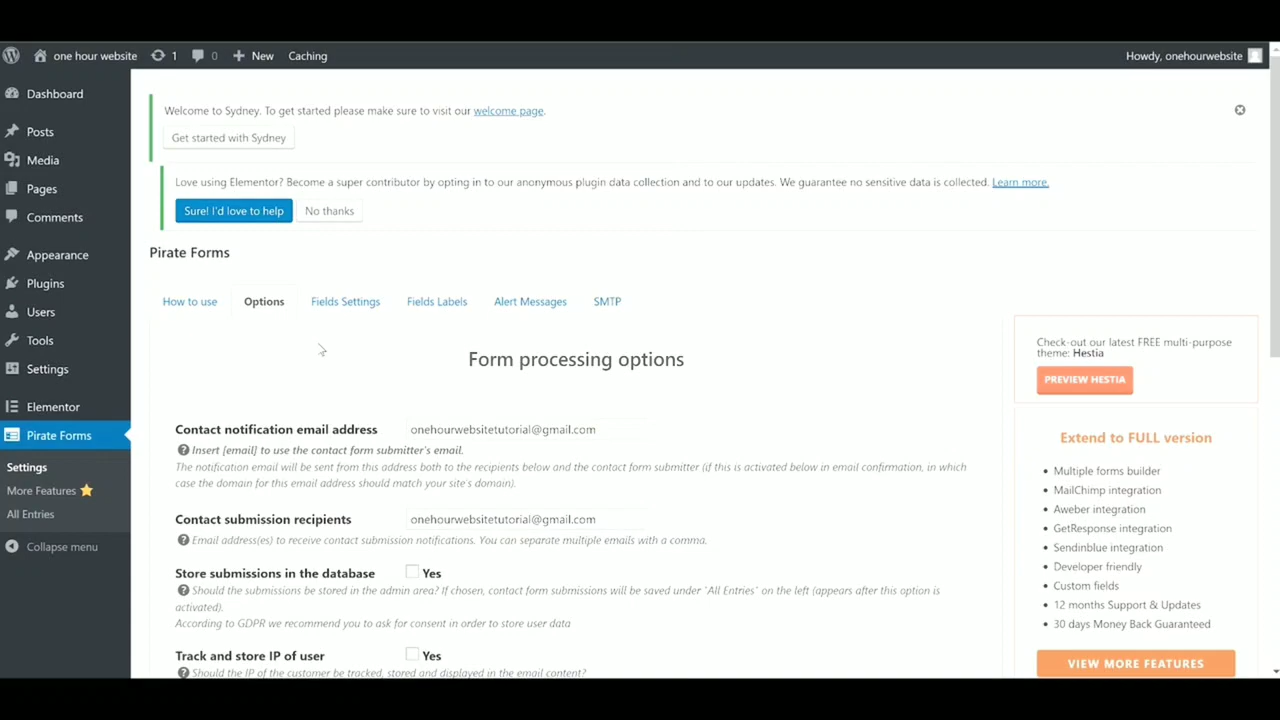 one hour website
1
0
New
Caching
Howdy, onehourwebsite
Dashboard
Posts
Media
Pages
Comments
Appearance
Plugins
Users
Tools
Settings
Elementor
Pirate Forms
Settings
More Features
All Entries
Collapse menu
Welcome to Sydney. To get started please make sure to visit our welcome page.
Get started with Sydney
Love using Elementor? Become a super contributor by opting in to our anonymous plugin data collection and to our updates. We guarantee no sensitive data is collected. Learn more.
Sure! I'd love to help
No thanks
Pirate Forms
How to use
Options
Fields Settings
Fields Labels
Alert Messages
SMTP
Form processing options
Contact notification email address
onehourwebsitetutorial@gmail.com
Insert [email] to use the contact form submitter's email.
The notification email will be sent from this address both to the recipients below and the contact form submitter (if this is activated below in email confirmation, in which
case the domain for this email address should match your site's domain).
Contact submission recipients
onehourwebsitetutorial@gmail.com
Email address(es) to receive contact submission notifications. You can separate multiple emails with a comma.
Store submissions in the database
Yes
Should the submissions be stored in the admin area? If chosen, contact form submissions will be saved under 'All Entries' on the left (appears after this option is
activated).
According to GDPR we recommend you to ask for consent in order to store user data
Track and store IP of user
Yes
Should the IP of the customer be tracked, stored and displayed in the email content?
Check-out our latest FREE multi-purpose
theme: Hestia
PREVIEW HESTIA
Extend to FULL version
Multiple forms builder
MailChimp integration
Aweber integration
GetResponse integration
Sendinblue integration
Developer friendly
Custom fields
12 months Support & Updates
30 days Money Back Guaranteed
VIEW MORE FEATURES